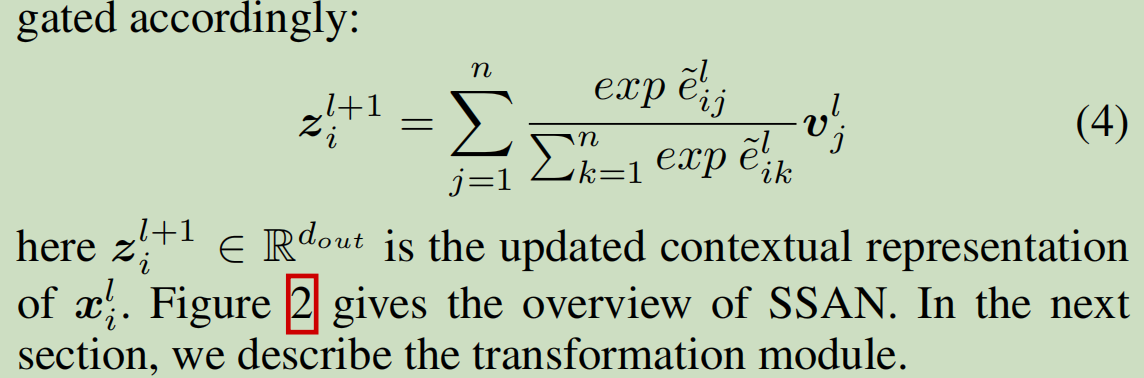 gated accordingly:
z_i^{l+1} = \sum_{j=1}^{n} \frac{exp \tilde{e}_{ij}^l}{\sum_{k=1}^{n} exp \tilde{e}_{ik}^l} v_j^l (4)
here z_i^{l+1} ∈ ℝ^{d_{out}} is the updated contextual representation
of x_i^l. Figure 2 gives the overview of SSAN. In the next
section, we describe the transformation module.